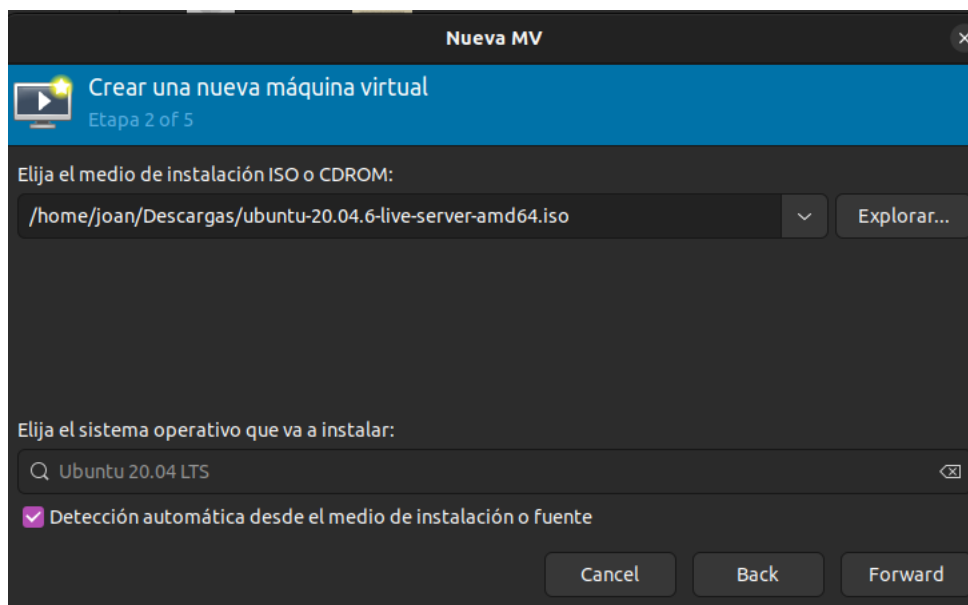 Nueva MV
Crear una nueva máquina virtual
Etapa 2 of 5
Elija el medio de instalación ISO o CDROM:
/home/joan/Descargas/ubuntu-20.04.6-live-server-amd64.iso
Explorar...
Elija el sistema operativo que va a instalar:
Ubuntu 20.04 LTS
Detección automática desde el medio de instalación o fuente
Cancel
Back
Forward